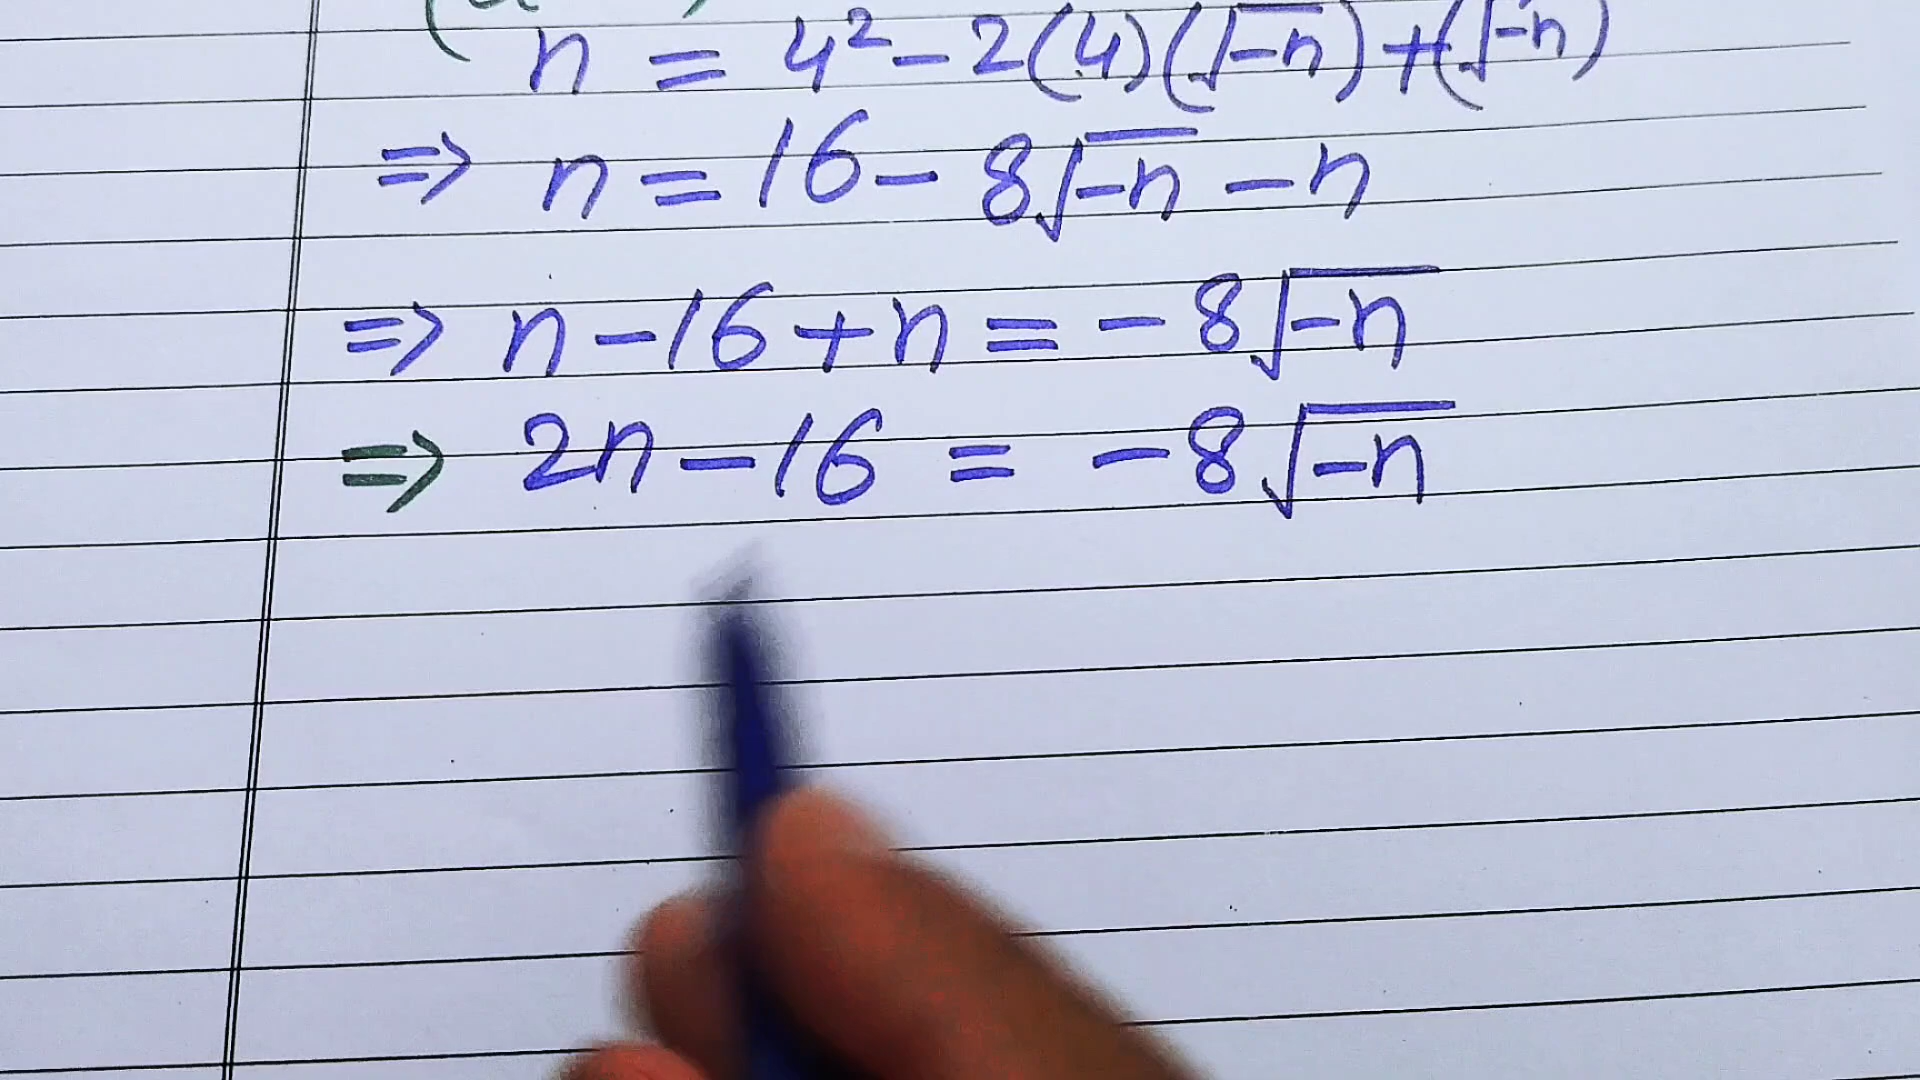 n = 4² - 2(4)(√-n) + (√-n)
⇒ n = 16 - 8√-n - n
⇒ n - 16 + n = - 8√-n
⇒ 2n - 16 = - 8√-n